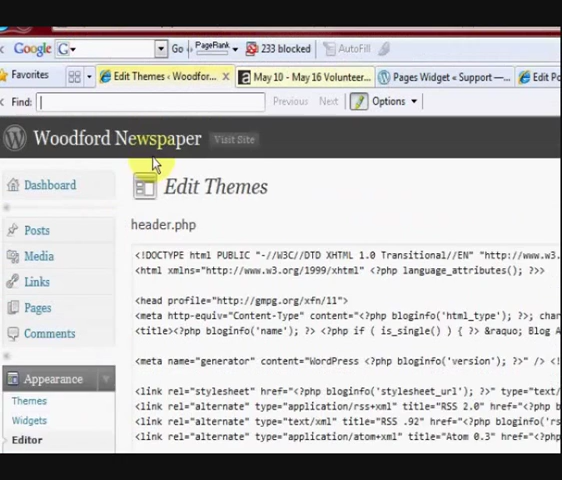 Google G Go PageRank 233 blocked AutoFill
Favorites Edit Themes ‹ Woodfor... x a May 10 - May 16 Volunteer... Pages Widget « Support —... Edit Po
x Find: Previous Next Options
Woodford Newspaper Visit Site
Dashboard
Edit Themes
Posts
header.php
Media
<!DOCTYPE html PUBLIC "-//W3C//DTD XHTML 1.0 Transitional//EN" "http://www.w3.
<html xmlns="http://www.w3.org/1999/xhtml" <?php language_attributes(); ?>>
Links
<head profile="http://gmpg.org/xfn/11">
Pages
<meta http-equiv="Content-Type" content="<?php bloginfo('html_type'); ?>; char
<title><?php bloginfo('name'); ?> <?php if ( is_single() ) { ?> &raquo; Blog A
Comments
<meta name="generator" content="WordPress <?php bloginfo('version'); ?>" /> <!
Appearance
<link rel="stylesheet" href="<?php bloginfo('stylesheet_url'); ?>" type="text/
Themes
<link rel="alternate" type="application/rss+xml" title="RSS 2.0" href="<?php b
Widgets
<link rel="alternate" type="text/xml" title="RSS .92" href="<?php bloginfo('rs
Editor
<link rel="alternate" type="application/atom+xml" title="Atom 0.3" href="<?php